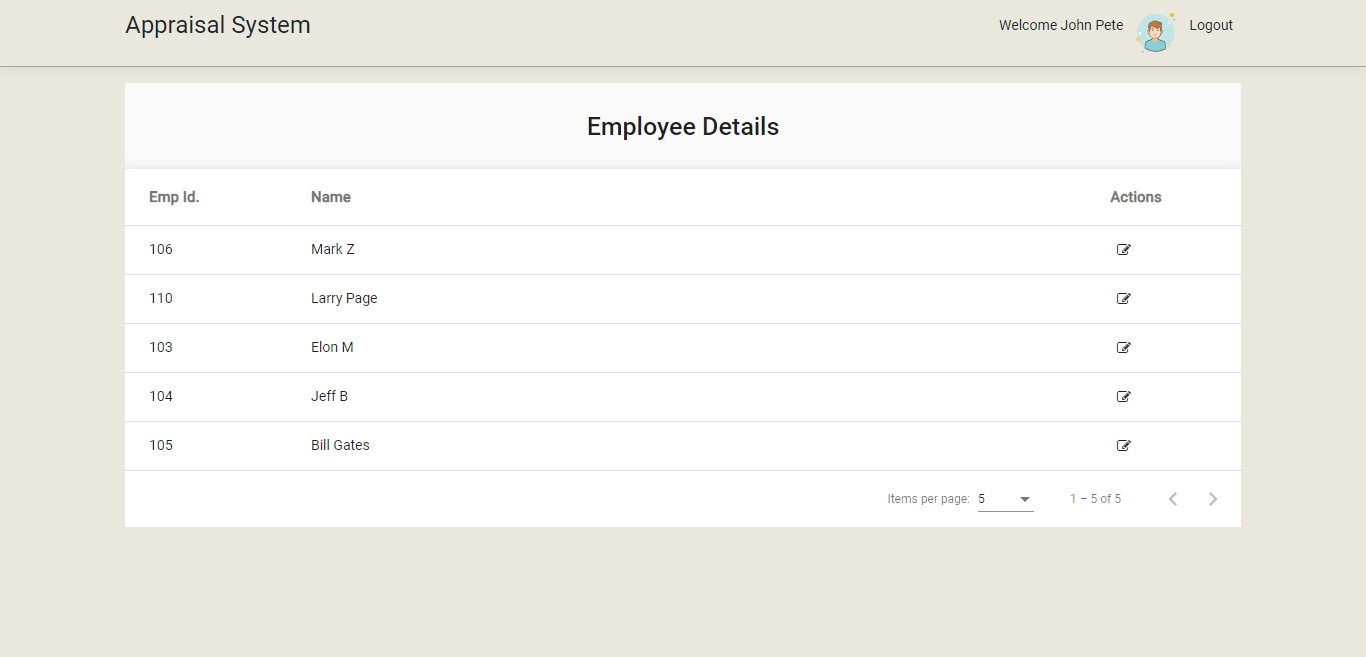 Appraisal System Welcome John Pete Logout
Employee Details
Emp Id. Name Actions
106 Mark Z
110 Larry Page
103 Elon M
104 Jeff B
105 Bill Gates
Items per page: 5 1 – 5 of 5